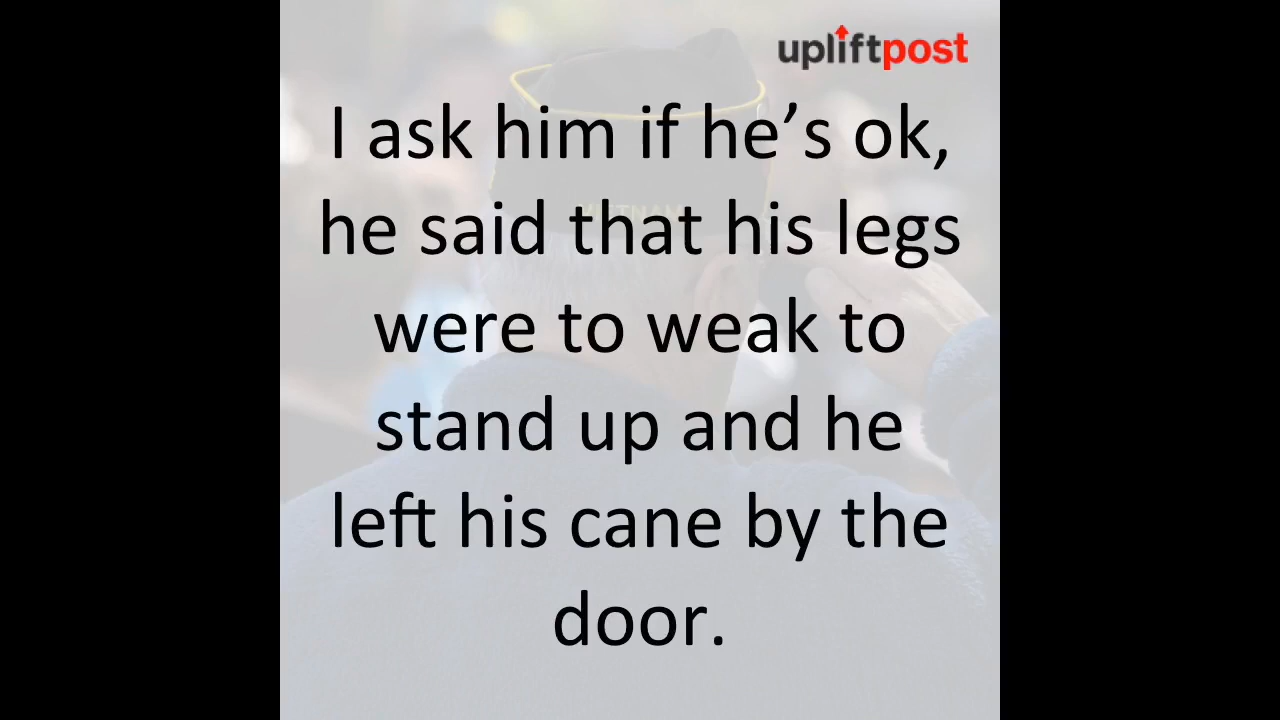 upliftpost
I ask him if he’s ok,
he said that his legs
were to weak to
stand up and he
left his cane by the
door.
VIETNAM